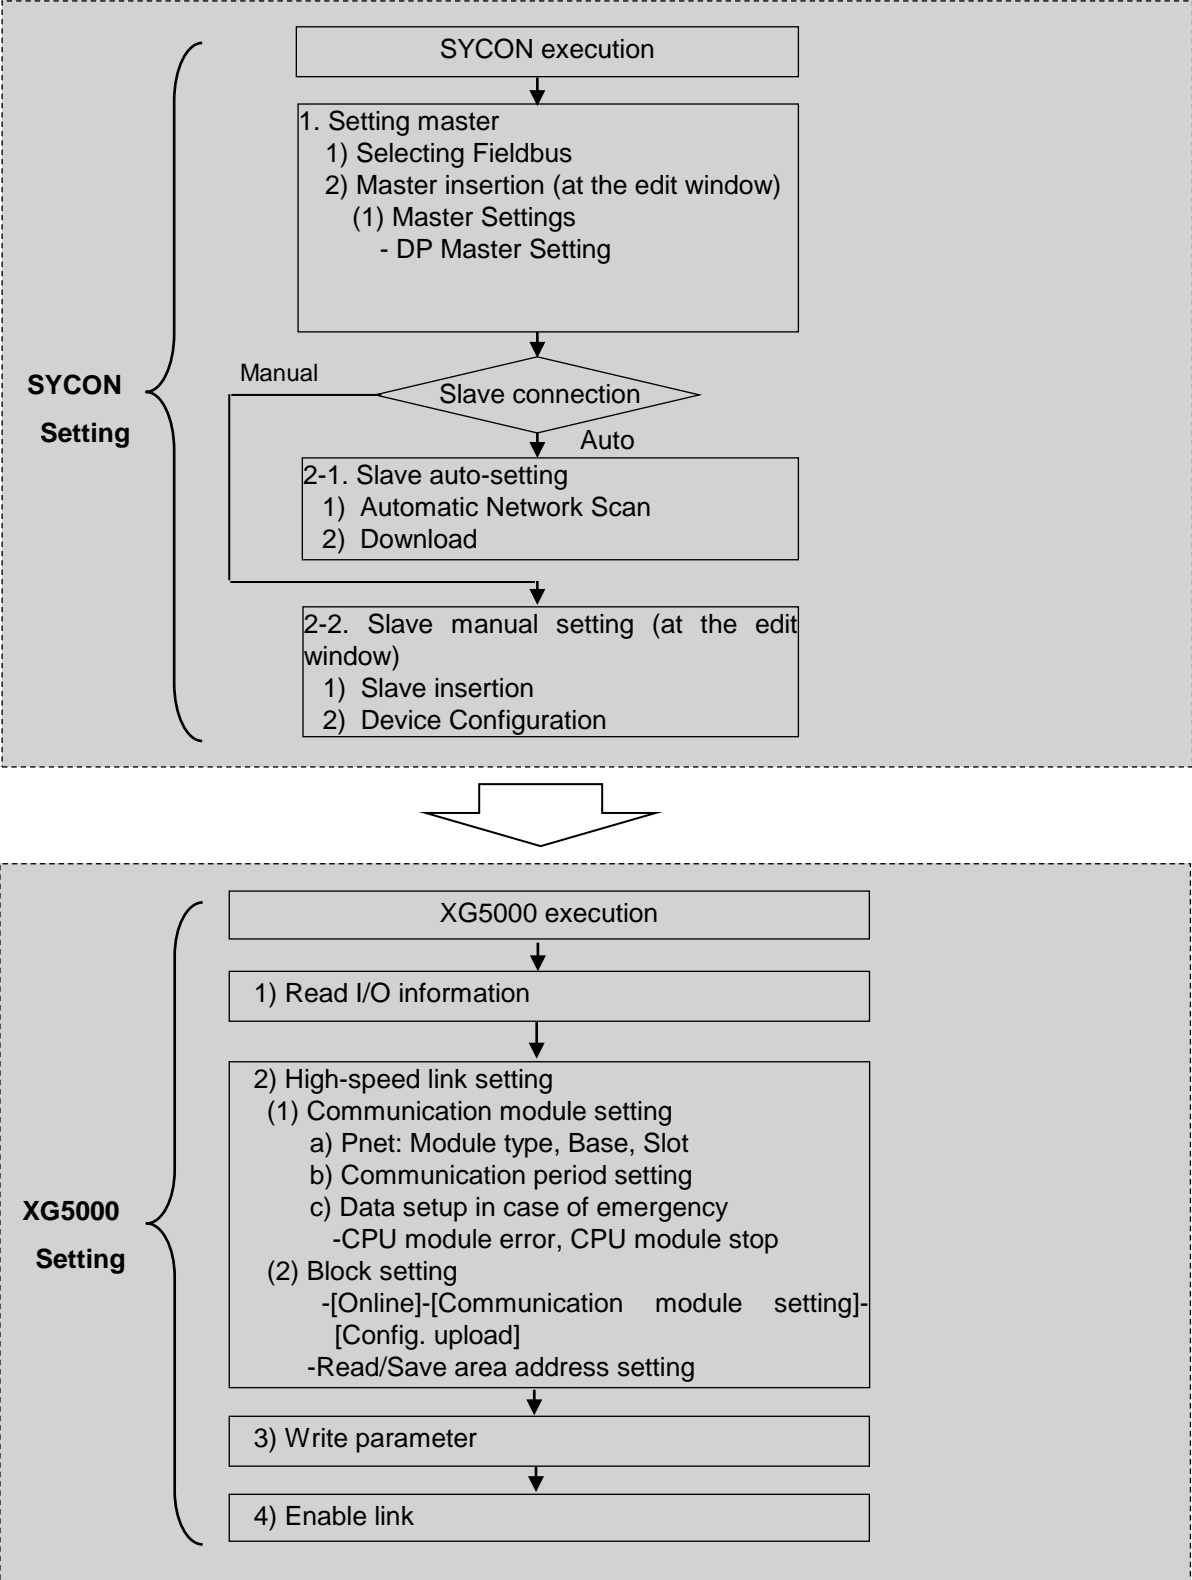 SYCON execution
1. Setting master
1) Selecting Fieldbus
2) Master insertion (at the edit window)
(1) Master Settings
- DP Master Setting
SYCON
Setting
Manual
Slave connection
Auto
2-1. Slave auto-setting
1) Automatic Network Scan
2) Download
2-2. Slave manual setting (at the edit
window)
1) Slave insertion
2) Device Configuration
XG5000 execution
1) Read I/O information
2) High-speed link setting
(1) Communication module setting
a) Pnet: Module type, Base, Slot
b) Communication period setting
c) Data setup in case of emergency
-CPU module error, CPU module stop
(2) Block setting
-[Online]-[Communication module setting]-
[Config. upload]
-Read/Save area address setting
XG5000
Setting
3) Write parameter
4) Enable link